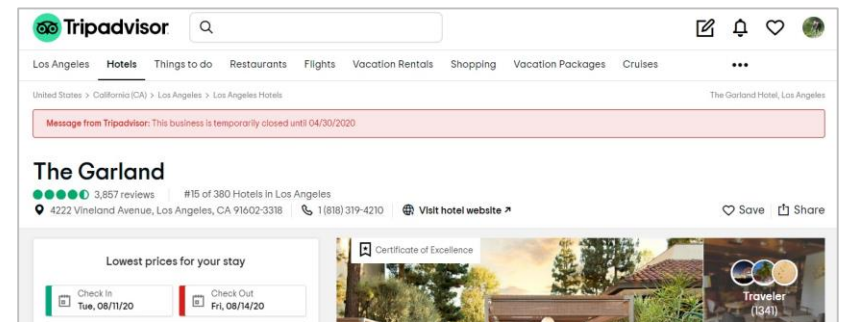 Tripadvisor
Los Angeles Hotels Things to do Restaurants Flights Vacation Rentals Shopping Vacation Packages Cruises •••
United States > California (CA) > Los Angeles > Los Angeles Hotels The Garland Hotel, Los Angeles
Message from Tripadvisor: This business is temporarily closed until 04/30/2020
The Garland
3,857 reviews #15 of 380 Hotels in Los Angeles
4222 Vineland Avenue, Los Angeles, CA 91602-3318 1 (818) 319-4210 Visit hotel website ↗ Save Share
Certificate of Excellence
Lowest prices for your stay
Check In Check Out
Tue, 08/11/20 Fri, 08/14/20
Traveler
(1341)